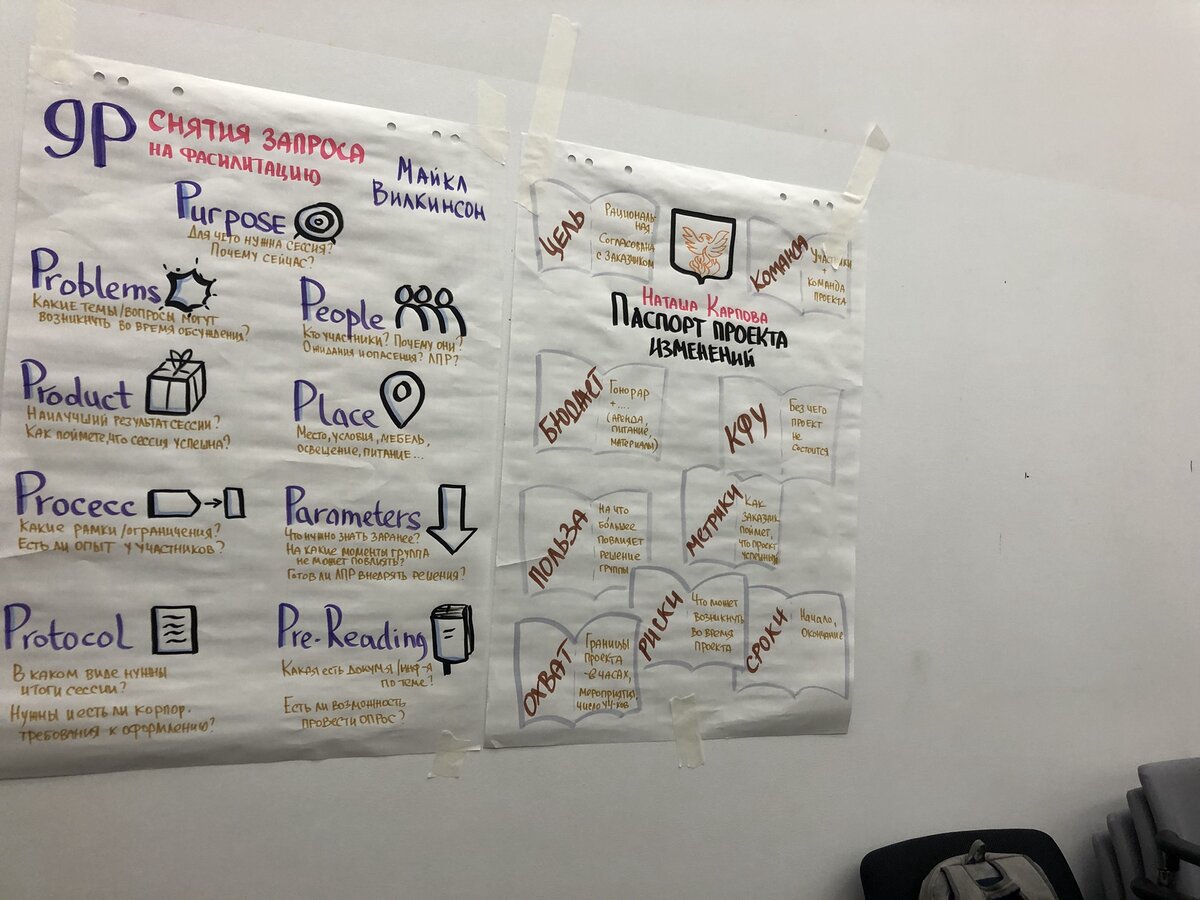 9P СНЯТИЯ ЗАПРОСА
НА ФАСИЛИТАЦИЮ
МАЙКЛ
ВИЛКИНСОН
Purpose
Для чего нужна сессия?
Почему сейчас?
Problems
Какие темы/вопросы могут
возникнуть во время обсуждения?
People
Кто участники? Почему они?
Ожидания и опасения? ЛПР?
Product
Наилучший результат сессии?
Как поймете, что сессия успешна?
Place
Место, условия, мебель,
освещение, питание...
Procecc
Какие рамки/ограничения?
Есть ли опыт у участников?
Parameters
Что нужно знать заранее?
На какие моменты группа
не может повлиять?
Готов ли ЛПР внедрять решения?
Protocol
В каком виде нужны
итоги сессии?
Нужны и есть ли корпор.
требования к оформлению?
Pre-Reading
Какая есть докум-я/инф-я
по теме?
Есть ли возможность
провести опрос?
ЦЕЛЬ
Рациональ-
ная
Согласована
с Заказчиком
КОМАНДА
Участники
+
команда
проекта
Наташа Карпова
ПАСПОРТ ПРОЕКТА
ИЗМЕНЕНИЙ
БЮДЖЕТ
Гонорар
+ ....
(аренда,
питание,
материалы)
КФУ
Без чего
проект
не
состоится
ПОЛЬЗА
На что
больше
повлияет
решение
группы
МЕТРИКИ
Как
заказчик
поймет,
что проект
успешный
РИСКИ
Что может
возникнуть
во время
проекта
СРОКИ
Начало,
окончание
ОХВАТ
Границы
проекта
-в часах,
мероприятия,
число уч-ков